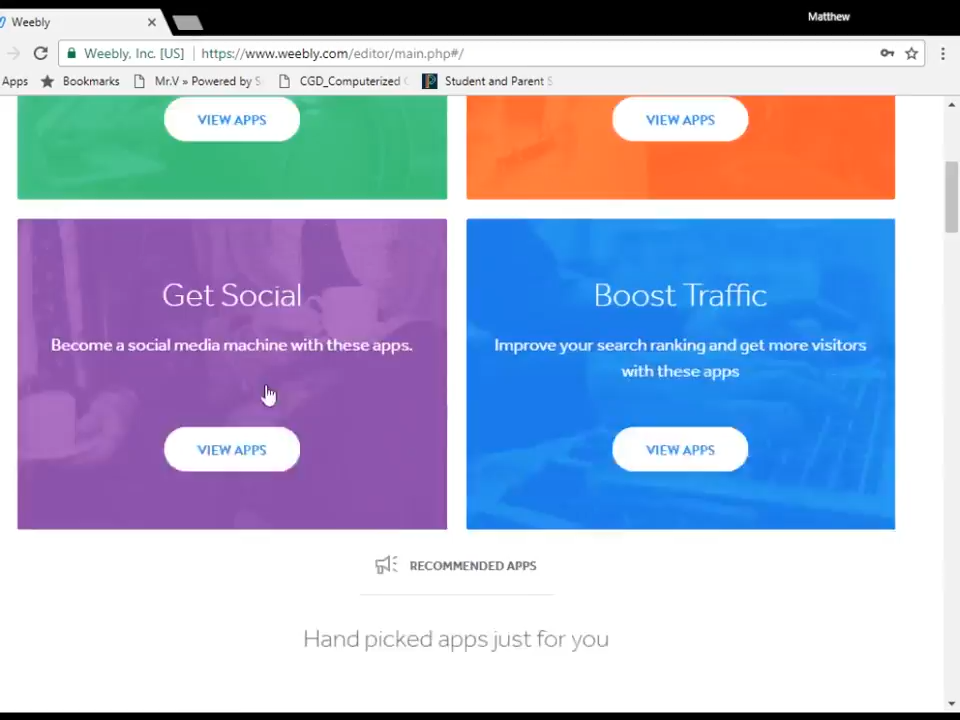 Weebly
Matthew
Weebly, Inc. [US] https://www.weebly.com/editor/main.php#/
Apps Bookmarks Mr.V » Powered by S CGD_Computerized Student and Parent S
VIEW APPS VIEW APPS
Get Social
Become a social media machine with these apps.
VIEW APPS
Boost Traffic
Improve your search ranking and get more visitors
with these apps
VIEW APPS
RECOMMENDED APPS
Hand picked apps just for you